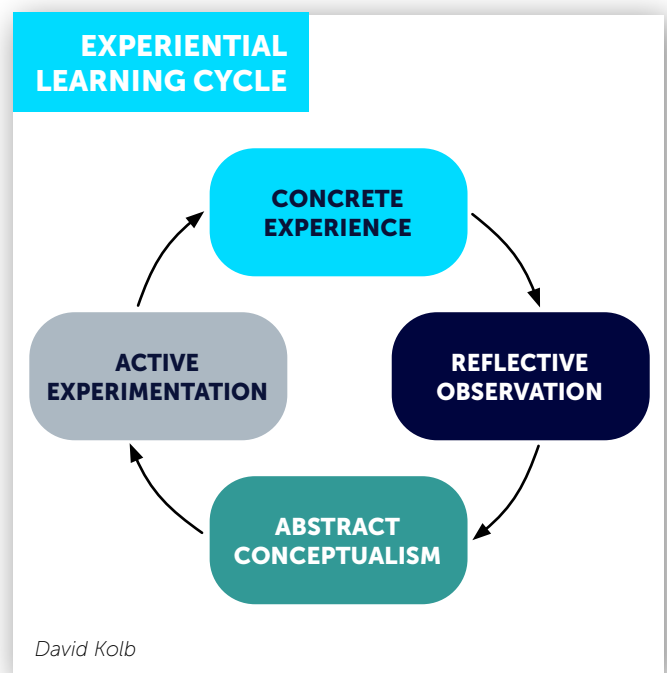 EXPERIENTIAL
LEARNING CYCLE
CONCRETE
EXPERIENCE
ACTIVE
EXPERIMENTATION
REFLECTIVE
OBSERVATION
ABSTRACT
CONCEPTUALISM
David Kolb